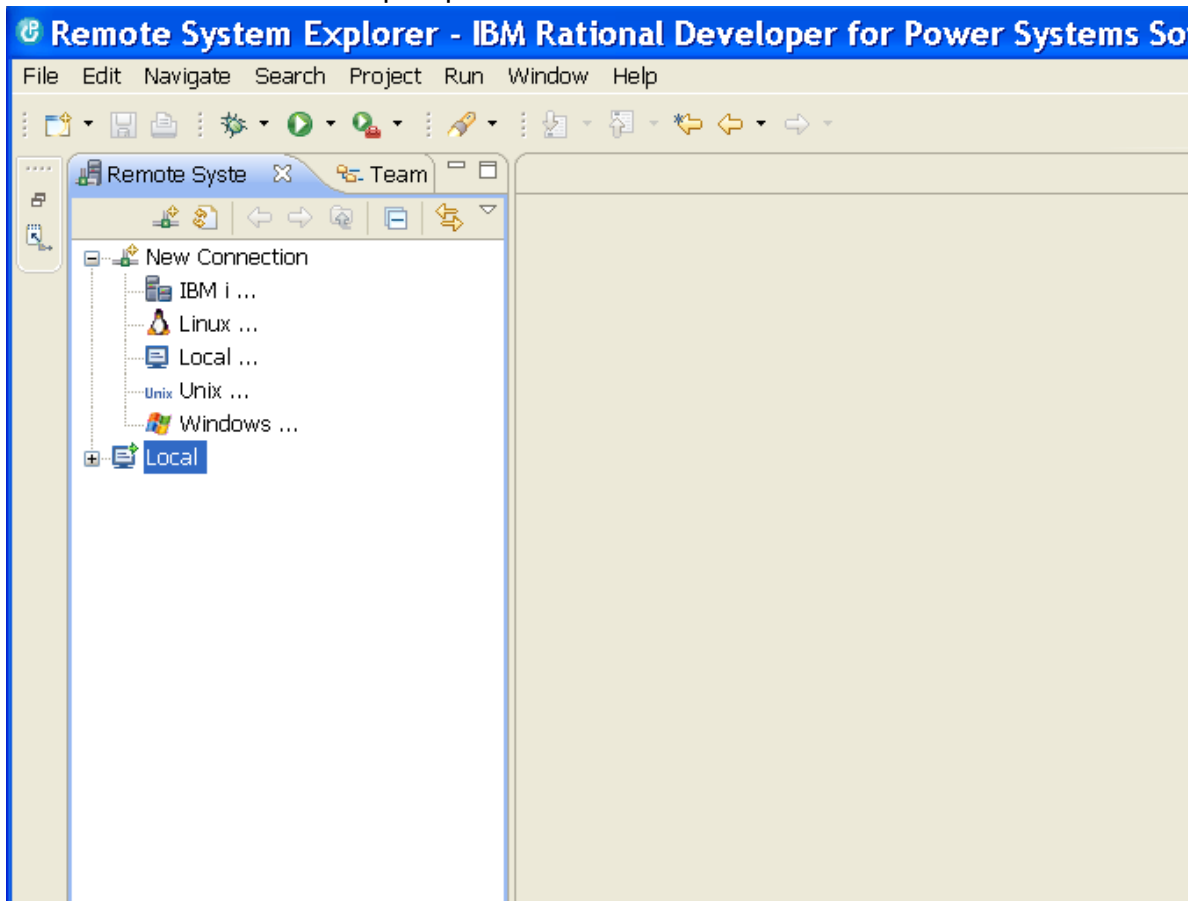 Remote System Explorer - IBM Rational Developer for Power Systems So
File Edit Navigate Search Project Run Window Help
Remote Syste Team
New Connection
IBM i ...
Linux ...
Local ...
Unix Unix ...
Windows ...
Local